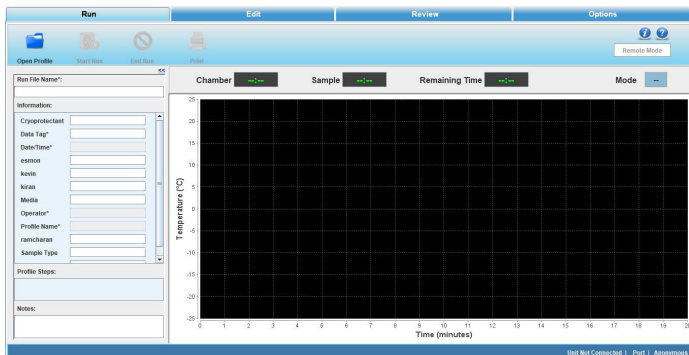 Run Edit Review Options
Open Profile Start Run End Run Print
i ?
Remote Mode
<<
Run File Name*:
Chamber --:-- Sample --:-- Remaining Time --:-- Mode --
Information:
Cryoprotectant
Data Tag*
Date/Time*
esmon
kevin
kiran
Media
Operator*
Profile Name*
ramcharan
Sample Type
Profile Steps:
Notes:
Temperature (°C)
25
20
15
10
5
0
-5
-10
-15
-20
-25
0 1 2 3 4 5 6 7 8 9 10 11 12 13 14 15 16 17 18 19 20
Time (minutes)
Unit Not Connected | Port | Anonymous